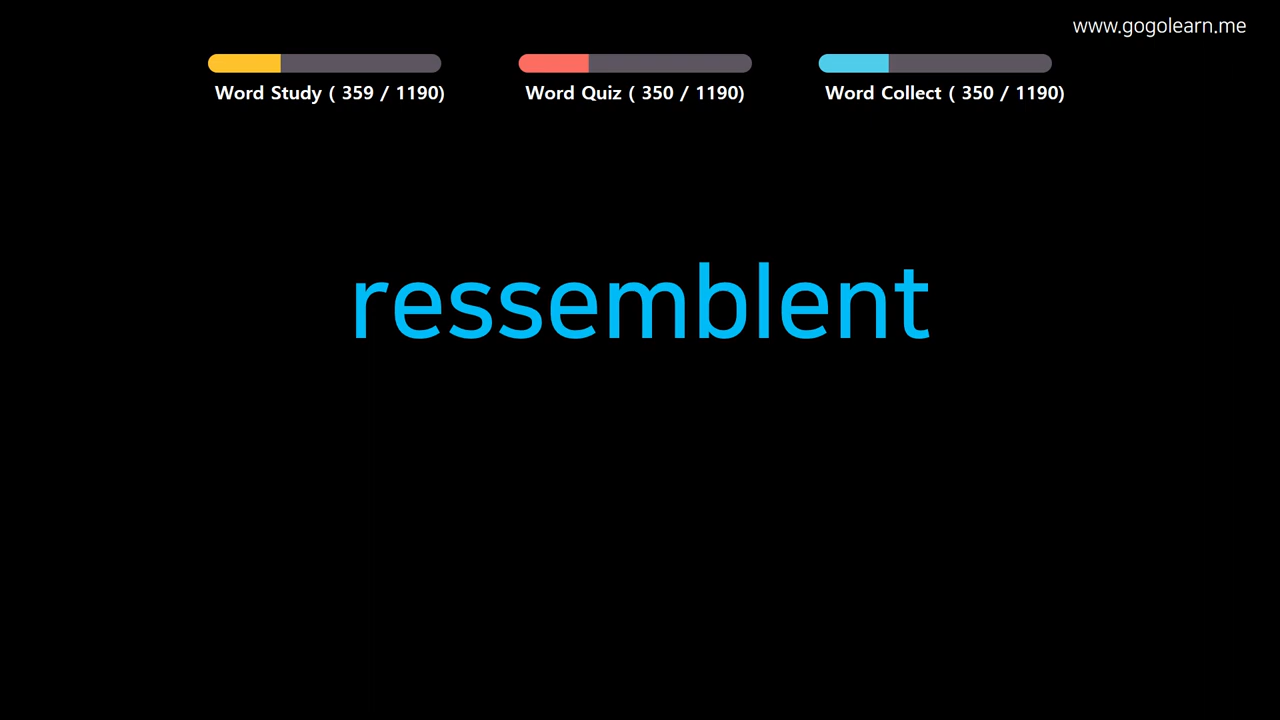 www.gogolearn.me
Word Study ( 359 / 1190)
Word Quiz ( 350 / 1190)
Word Collect ( 350 / 1190)
ressemblent